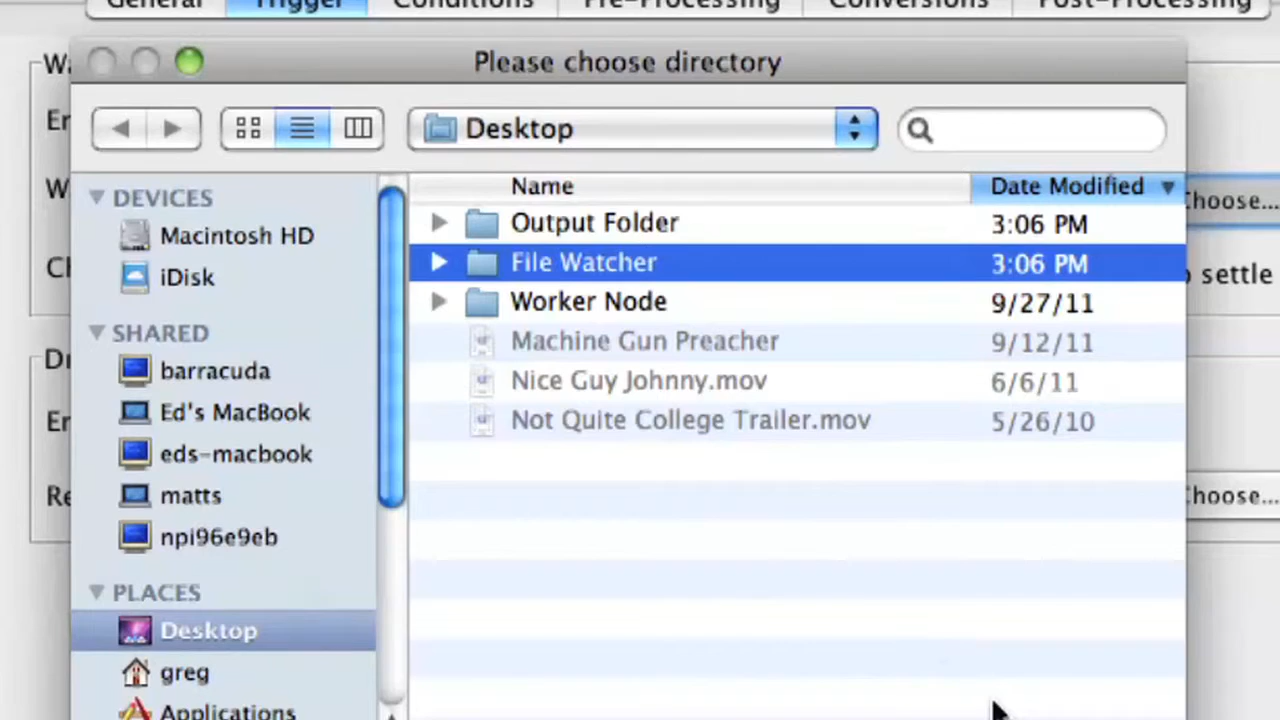 General Trigger Conditions Pre-Processing Conversions Post-Processing
Please choose directory
Desktop
Name Date Modified
DEVICES
Macintosh HD
iDisk
SHARED
barracuda
Ed's MacBook
eds-macbook
matts
npi96e9eb
PLACES
Desktop
greg
Applications
Output Folder 3:06 PM
File Watcher 3:06 PM
Worker Node 9/27/11
Machine Gun Preacher 9/12/11
Nice Guy Johnny.mov 6/6/11
Not Quite College Trailer.mov 5/26/10
Choose...
settle
Choose...